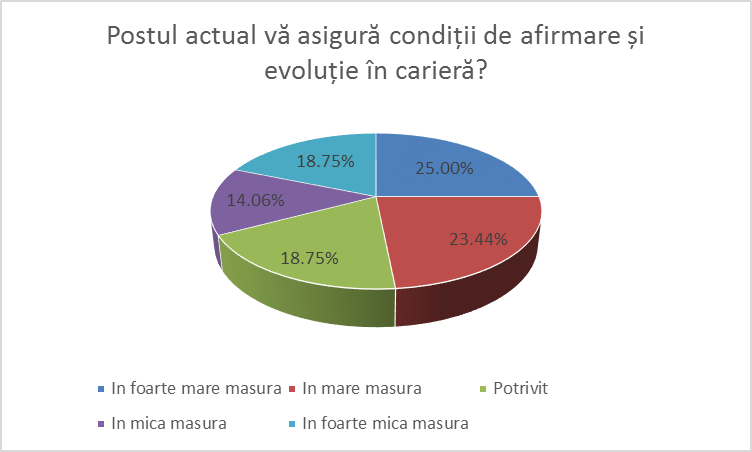 Postul actual vă asigură condiții de afirmare și
evoluție în carieră?
18.75%
25.00%
14.06%
23.44%
18.75%
In foarte mare masura
In mare masura
Potrivit
In mica masura
In foarte mica masura